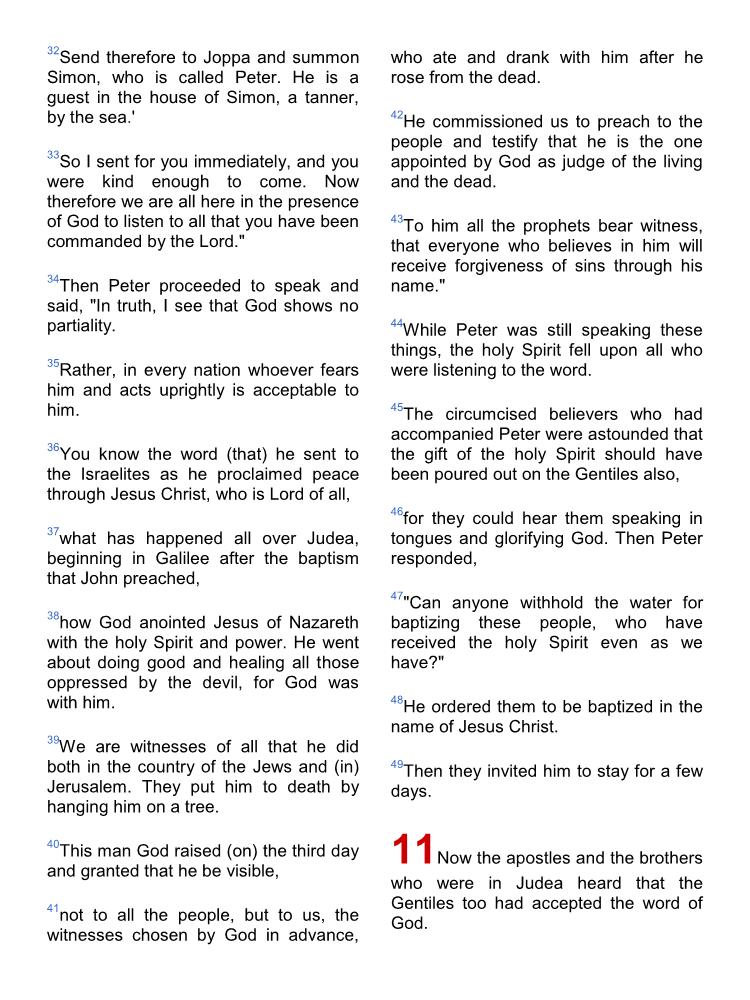 32Send therefore to Joppa and summon
Simon, who is called Peter. He is a
guest in the house of Simon, a tanner,
by the sea.'
33So I sent for you immediately, and you
were kind enough to come. Now
therefore we are all here in the presence
of God to listen to all that you have been
commanded by the Lord."
34Then Peter proceeded to speak and
said, "In truth, I see that God shows no
partiality.
35Rather, in every nation whoever fears
him and acts uprightly is acceptable to
him.
36You know the word (that) he sent to
the Israelites as he proclaimed peace
through Jesus Christ, who is Lord of all,
37what has happened all over Judea,
beginning in Galilee after the baptism
that John preached,
38how God anointed Jesus of Nazareth
with the holy Spirit and power. He went
about doing good and healing all those
oppressed by the devil, for God was
with him.
39We are witnesses of all that he did
both in the country of the Jews and (in)
Jerusalem. They put him to death by
hanging him on a tree.
40This man God raised (on) the third day
and granted that he be visible,
41not to all the people, but to us, the
witnesses chosen by God in advance,
who ate and drank with him after he
rose from the dead.
42He commissioned us to preach to the
people and testify that he is the one
appointed by God as judge of the living
and the dead.
43To him all the prophets bear witness,
that everyone who believes in him will
receive forgiveness of sins through his
name."
44While Peter was still speaking these
things, the holy Spirit fell upon all who
were listening to the word.
45The circumcised believers who had
accompanied Peter were astounded that
the gift of the holy Spirit should have
been poured out on the Gentiles also,
46for they could hear them speaking in
tongues and glorifying God. Then Peter
responded,
47"Can anyone withhold the water for
baptizing these people, who have
received the holy Spirit even as we
have?"
48He ordered them to be baptized in the
name of Jesus Christ.
49Then they invited him to stay for a few
days.
11 Now the apostles and the brothers
who were in Judea heard that the
Gentiles too had accepted the word of
God.